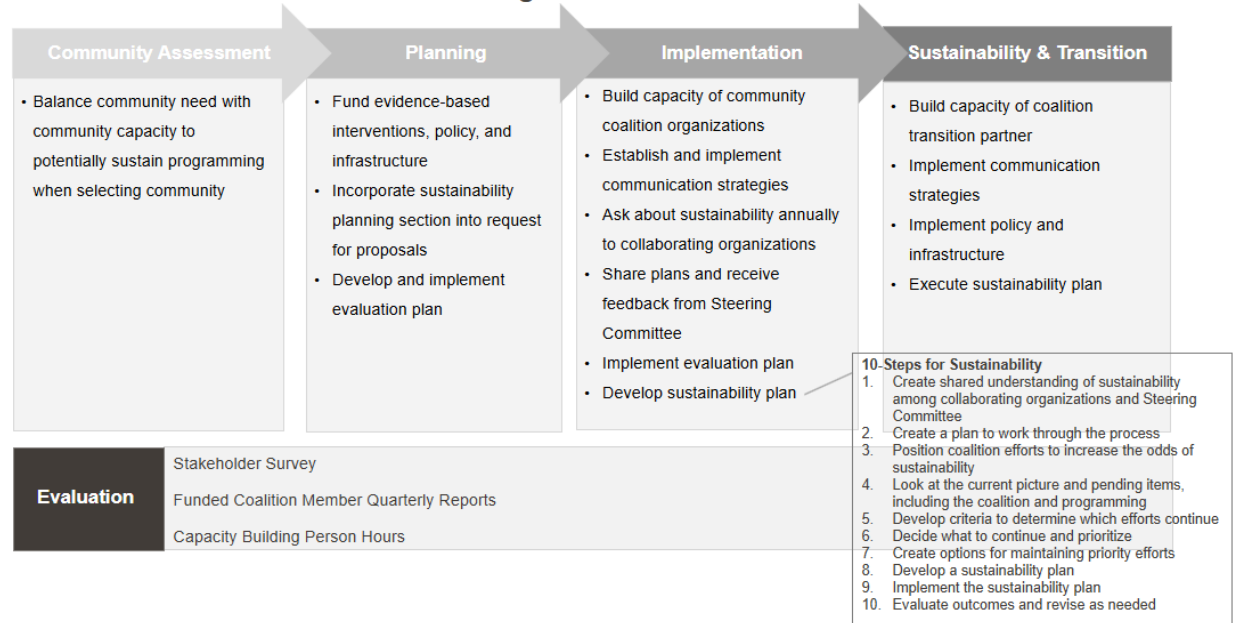 Community Assessment
Planning
Implementation
Sustainability & Transition
• Balance community need with
community capacity to
potentially sustain programming
when selecting community
• Fund evidence-based
interventions, policy, and
infrastructure
• Incorporate sustainability
planning section into request
for proposals
• Develop and implement
evaluation plan
• Build capacity of community
coalition organizations
• Establish and implement
communication strategies
• Ask about sustainability annually
to collaborating organizations
• Share plans and receive
feedback from Steering
Committee
• Implement evaluation plan
• Develop sustainability plan
• Build capacity of coalition
transition partner
• Implement communication
strategies
• Implement policy and
infrastructure
• Execute sustainability plan
10-Steps for Sustainability
1. Create shared understanding of sustainability
among collaborating organizations and Steering
Committee
2. Create a plan to work through the process
3. Position coalition efforts to increase the odds of
sustainability
4. Look at the current picture and pending items,
including the coalition and programming
5. Develop criteria to determine which efforts continue
6. Decide what to continue and prioritize
7. Create options for maintaining priority efforts
8. Develop a sustainability plan
9. Implement the sustainability plan
10. Evaluate outcomes and revise as needed
Evaluation
Stakeholder Survey
Funded Coalition Member Quarterly Reports
Capacity Building Person Hours